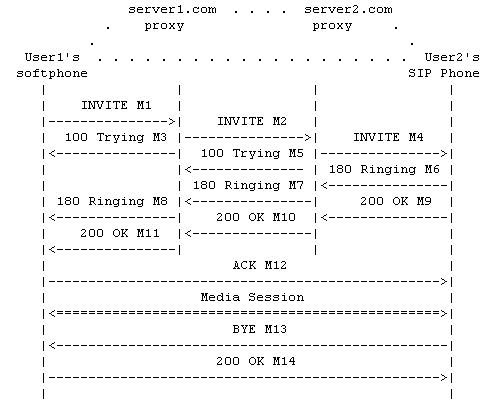 server1.com . . . . server2.com
. proxy proxy .
. .
User1's . . . . . . . . . . . . . . . . . . . . . User2's
softphone SIP Phone
| | | |
| INVITE M1 | | |
|--------------->| INVITE M2 | |
| 100 Trying M3 |--------------->| INVITE M4 |
|<---------------| 100 Trying M5 |--------------->|
| |<-------------- | 180 Ringing M6 |
| | 180 Ringing M7 |<---------------|
| 180 Ringing M8 |<---------------| 200 OK M9 |
|<---------------| 200 OK M10 |<---------------|
| 200 OK M11 |<---------------| |
|<---------------| | |
| ACK M12 |
|------------------------------------------------->|
| Media Session |
|<================================================>|
| BYE M13 |
|<-------------------------------------------------|
| 200 OK M14 |
|------------------------------------------------->|
| |